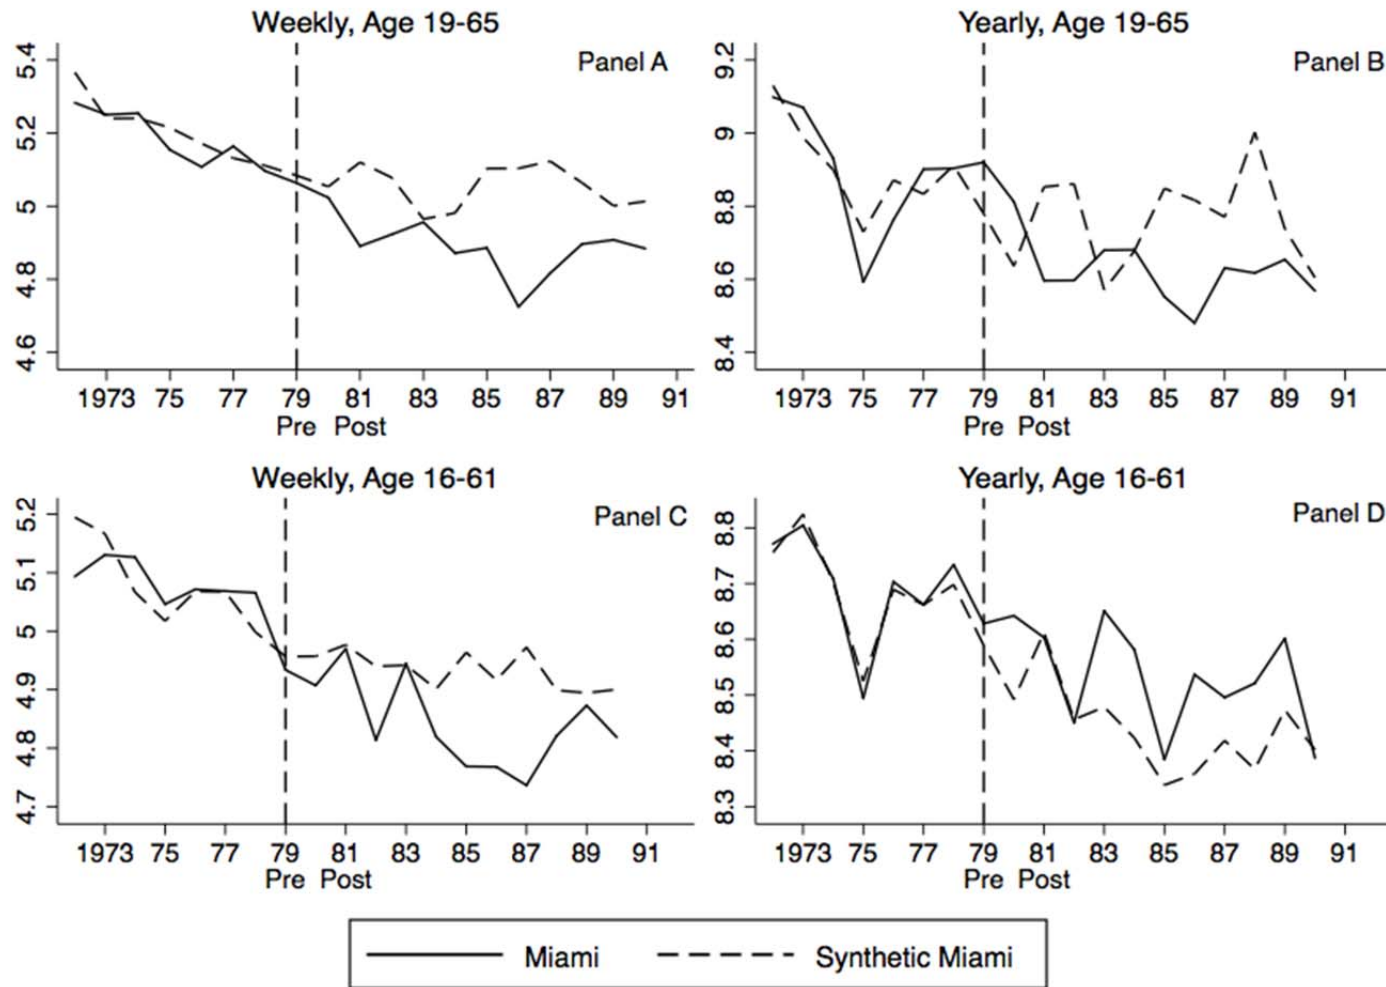 Weekly, Age 19-65
Panel A
5.4
5.2
5
4.8
4.6
1973 75 77 79 81 83 85 87 89 91
Pre Post
Yearly, Age 19-65
Panel B
9.2
9
8.8
8.6
8.4
1973 75 77 79 81 83 85 87 89 91
Pre Post
Weekly, Age 16-61
Panel C
5.2
5.1
5
4.9
4.8
4.7
1973 75 77 79 81 83 85 87 89 91
Pre Post
Yearly, Age 16-61
Panel D
8.8
8.7
8.6
8.5
8.4
8.3
1973 75 77 79 81 83 85 87 89 91
Pre Post
Miami Synthetic Miami